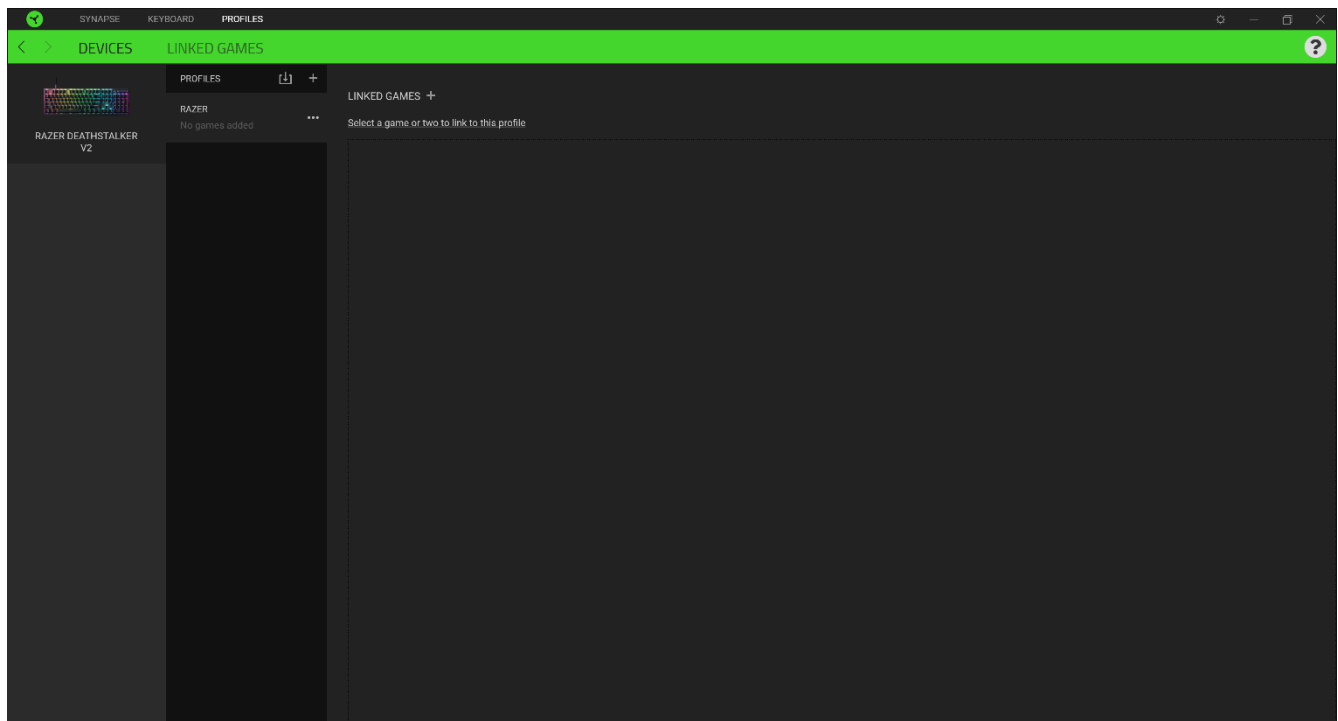 SYNAPSE KEYBOARD PROFILES
DEVICES LINKED GAMES
?
RAZER DEATHSTALKER
V2
PROFILES
RAZER
No games added
LINKED GAMES +
Select a game or two to link to this profile